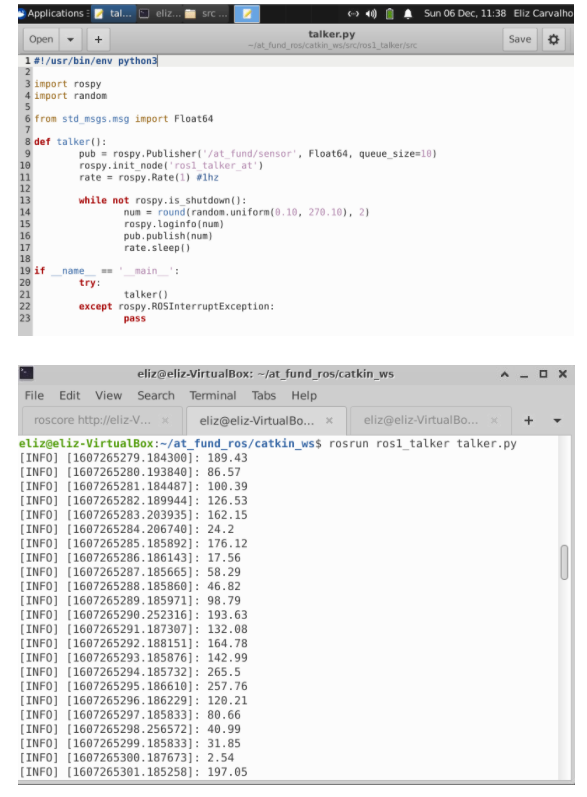 Applications tal... eliz... src ... Sun 06 Dec, 11:38 Eliz Carvalho
Open + talker.py Save
~/at_fund_ros/catkin_ws/src/ros1_talker/src
1 #!/usr/bin/env python3
2
3 import rospy
4 import random
5
6 from std_msgs.msg import Float64
7
8 def talker():
9 pub = rospy.Publisher('/at_fund/sensor', Float64, queue_size=10)
10 rospy.init_node('ros1_talker_at')
11 rate = rospy.Rate(1) #1hz
12
13 while not rospy.is_shutdown():
14 num = round(random.uniform(0.10, 270.10), 2)
15 rospy.loginfo(num)
16 pub.publish(num)
17 rate.sleep()
18
19 if __name__ == '__main__':
20 try:
21 talker()
22 except rospy.ROSInterruptException:
23 pass
eliz@eliz-VirtualBox: ~/at_fund_ros/catkin_ws
File Edit View Search Terminal Tabs Help
roscore http://eliz-V... × eliz@eliz-VirtualBo... × eliz@eliz-VirtualBo... × +
eliz@eliz-VirtualBox:~/at_fund_ros/catkin_ws$ rosrun ros1_talker talker.py
[INFO] [1607265279.184300]: 189.43
[INFO] [1607265280.193840]: 86.57
[INFO] [1607265281.184487]: 100.39
[INFO] [1607265282.189944]: 126.53
[INFO] [1607265283.203935]: 162.15
[INFO] [1607265284.206740]: 24.2
[INFO] [1607265285.185892]: 176.12
[INFO] [1607265286.186143]: 17.56
[INFO] [1607265287.185665]: 58.29
[INFO] [1607265288.185860]: 46.82
[INFO] [1607265289.185971]: 98.79
[INFO] [1607265290.252316]: 193.63
[INFO] [1607265291.187307]: 132.08
[INFO] [1607265292.188151]: 164.78
[INFO] [1607265293.185876]: 142.99
[INFO] [1607265294.185732]: 265.5
[INFO] [1607265295.186610]: 257.76
[INFO] [1607265296.186229]: 120.21
[INFO] [1607265297.185833]: 80.66
[INFO] [1607265298.256572]: 40.99
[INFO] [1607265299.185833]: 31.85
[INFO] [1607265300.187673]: 2.54
[INFO] [1607265301.185258]: 197.05